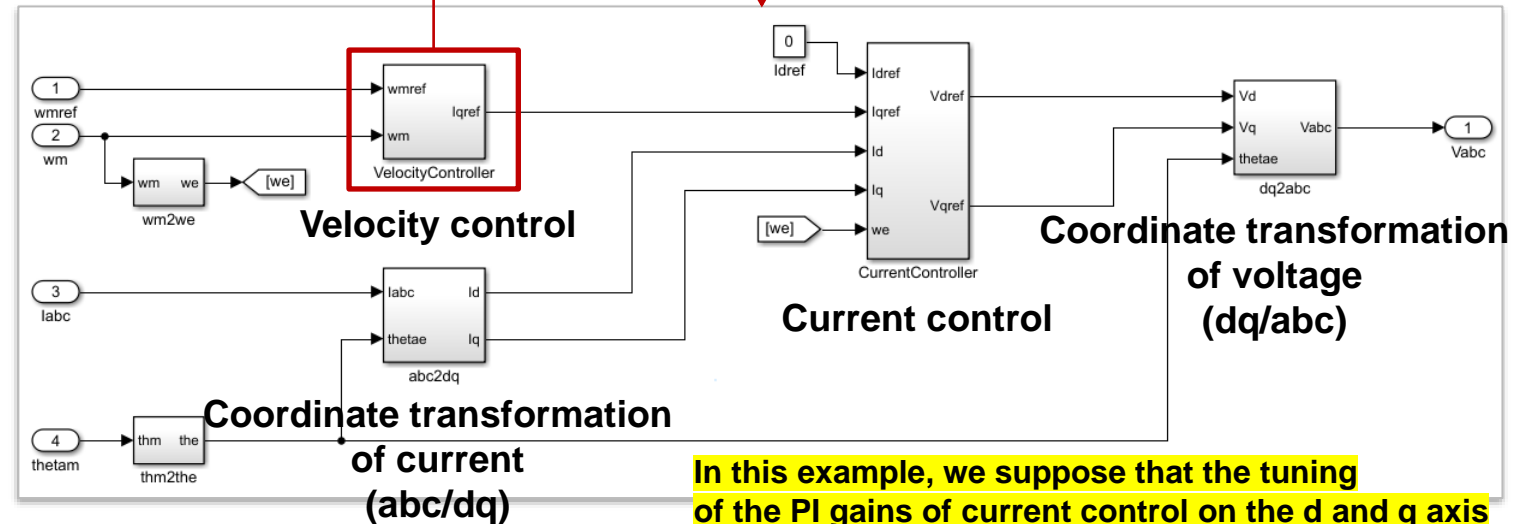 1
wmref
2
wm
wmref
wm
Iqref
VelocityController
wm we
wm2we
[we]
Velocity control
0
Idref
Idref
Iqref
Id
Iq
we
Vdref
Vqref
CurrentController
[we]
Current control
Vd
Vq
thetae
Vabc
dq2abc
1
Vabc
Coordinate transformation
of voltage
(dq/abc)
3
Iabc
Iabc
thetae
Id
Iq
abc2dq
4
thetam
thm the
thm2the
Coordinate transformation
of current
(abc/dq)
In this example, we suppose that the tuning
of the PI gains of current control on the d and q axis